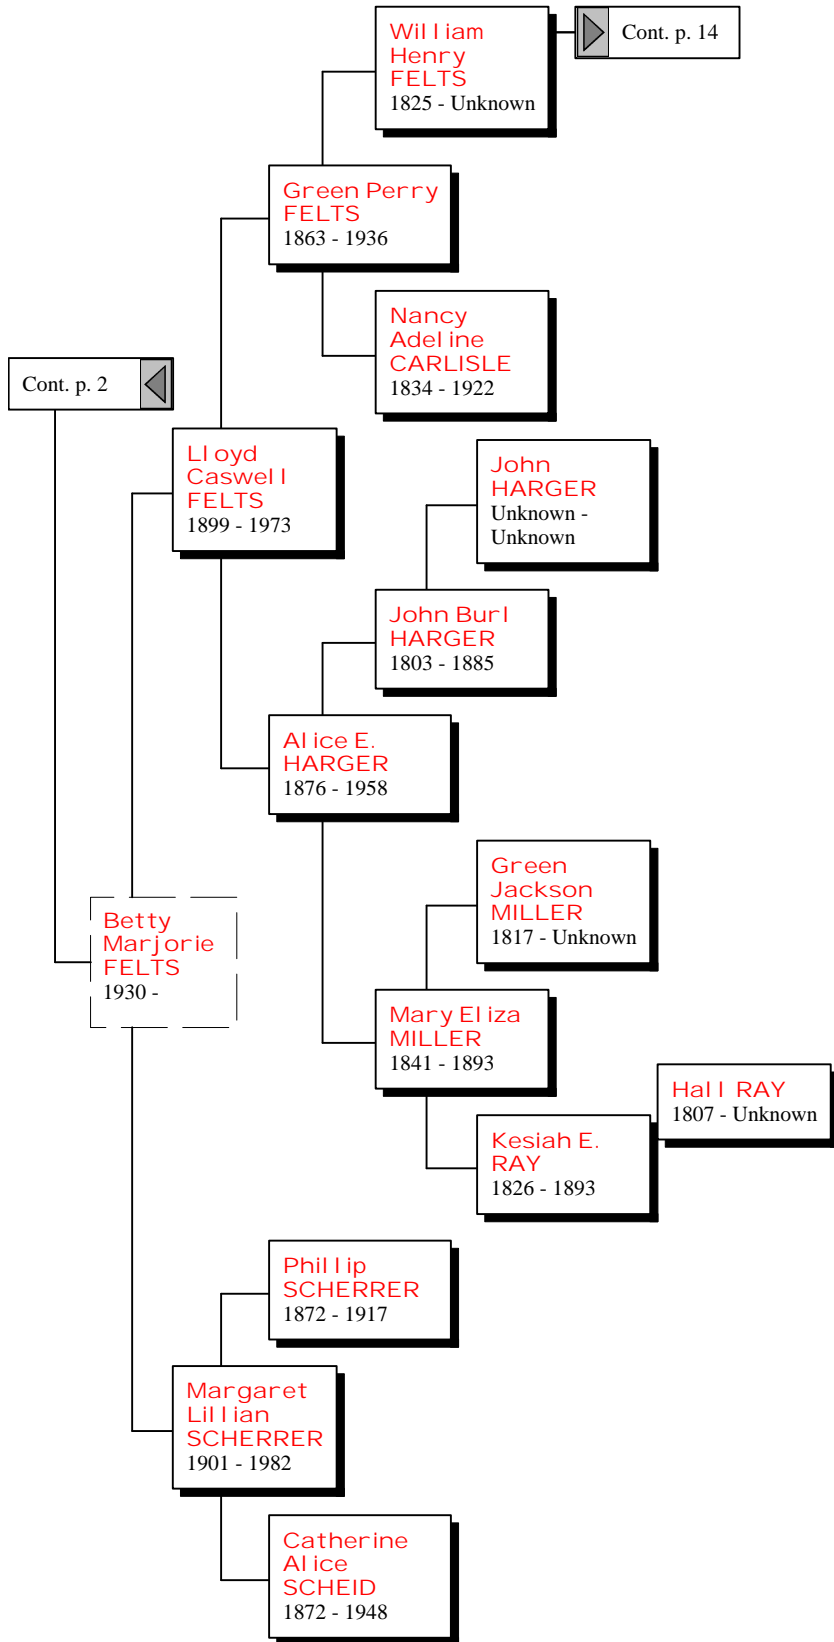 William
Henry
FELTS
1825 - Unknown
Cont. p. 14
Green Perry
FELTS
1863 - 1936
Nancy
Adeline
CARLISLE
1834 - 1922
Cont. p. 2
Lloyd
Caswell
FELTS
1899 - 1973
John
HARGER
Unknown -
Unknown
John Burl
HARGER
1803 - 1885
Alice E.
HARGER
1876 - 1958
Green
Jackson
MILLER
1817 - Unknown
Betty
Marjorie
FELTS
1930 -
Mary Eliza
MILLER
1841 - 1893
Hall RAY
1807 - Unknown
Kesiah E.
RAY
1826 - 1893
Phillip
SCHERRER
1872 - 1917
Margaret
Lillian
SCHERRER
1901 - 1982
Catherine
Alice
SCHEID
1872 - 1948